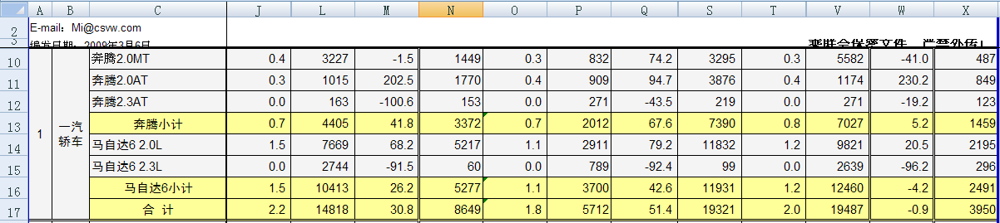 A B C J L M N O P Q S T V W X
2 E-mail：Mi@csvw.com
3 编发日期：2009年3月6日
10 奔腾2.0MT 0.4 3227 -1.5 1449 0.3 832 74.2 3295 0.3 5582 -41.0 487
11 奔腾2.0AT 0.3 1015 202.5 1770 0.4 909 94.7 3876 0.4 1174 230.2 849
12 奔腾2.3AT 0.0 163 -100.6 153 0.0 271 -43.5 219 0.0 271 -19.2 123
13 奔腾小计 0.7 4405 41.8 3372 0.7 2012 67.6 7390 0.8 7027 5.2 1459
1 一汽轿车
14 马自达6 2.0L 1.5 7669 68.2 5217 1.1 2911 79.2 11832 1.2 9821 20.5 2195
15 马自达6 2.3L 0.0 2744 -91.5 60 0.0 789 -92.4 99 0.0 2639 -96.2 296
16 马自达6小计 1.5 10413 26.2 5277 1.1 3700 42.6 11931 1.2 12460 -4.2 2491
17 合 计 2.2 14818 30.8 8649 1.8 5712 51.4 19321 2.0 19487 -0.9 3950